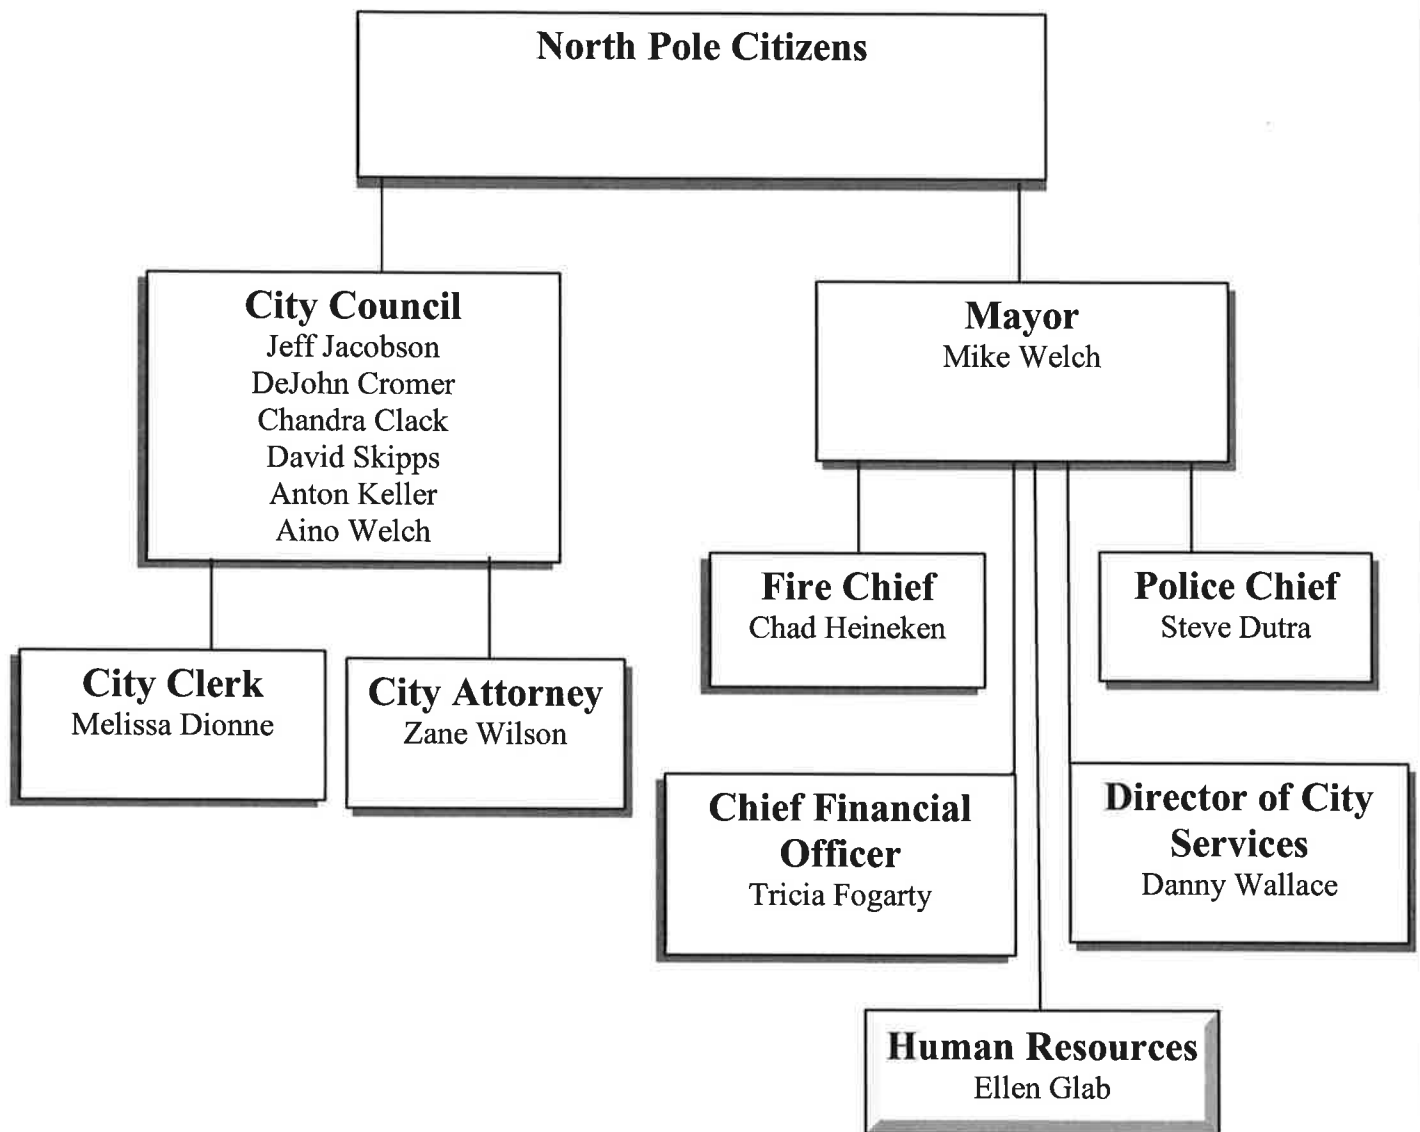 North Pole Citizens
City Council
Jeff Jacobson
DeJohn Cromer
Chandra Clack
David Skipps
Anton Keller
Aino Welch
Mayor
Mike Welch
City Clerk
Melissa Dionne
City Attorney
Zane Wilson
Fire Chief
Chad Heineken
Police Chief
Steve Dutra
Chief Financial
Officer
Tricia Fogarty
Director of City
Services
Danny Wallace
Human Resources
Ellen Glab